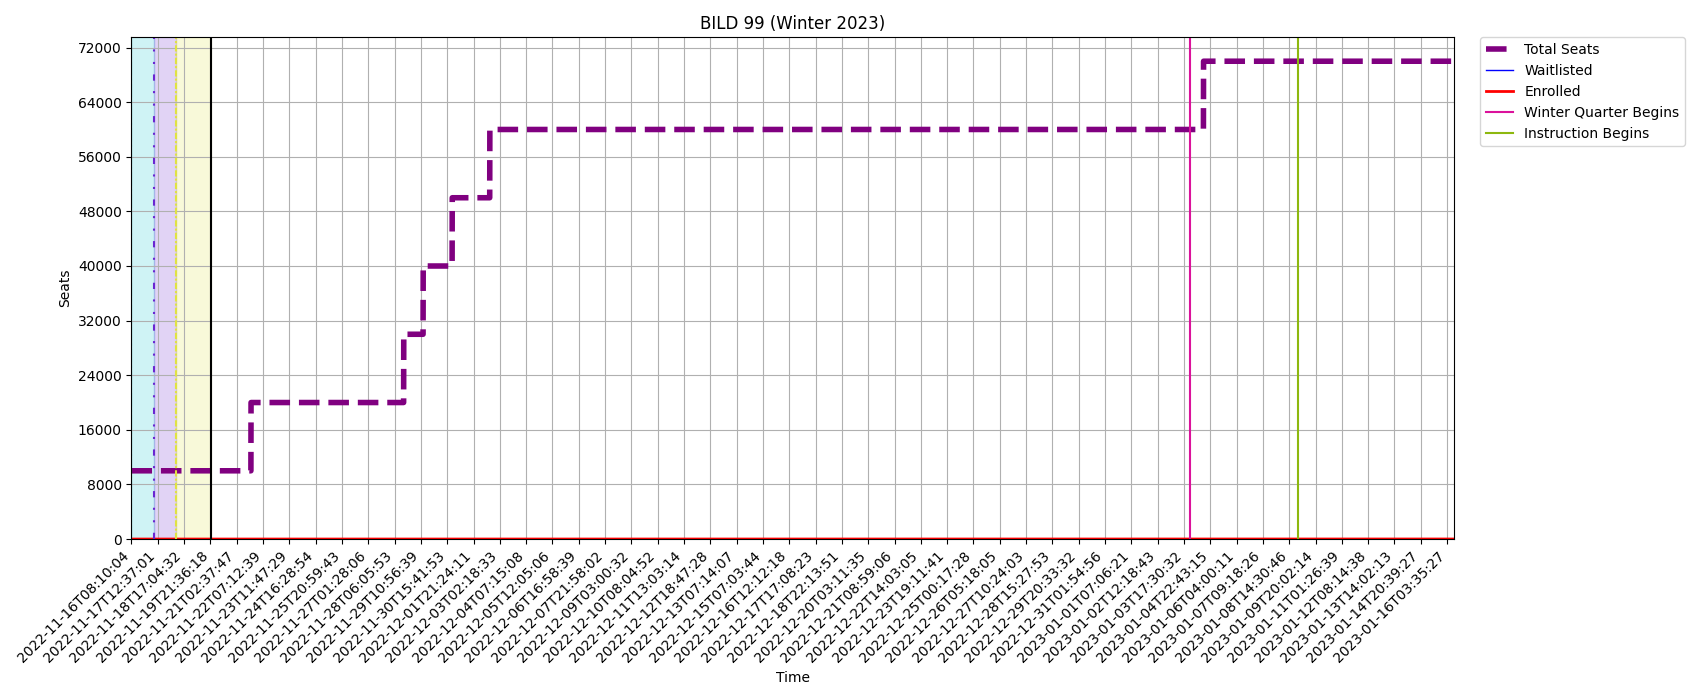 BILD 99 (Winter 2023)
72000
64000
56000
48000
40000
32000
24000
16000
8000
0
Seats
Total Seats
Waitlisted
Enrolled
Winter Quarter Begins
Instruction Begins
2022-11-16T08:10:04
2022-11-17T12:37:01
2022-11-18T17:04:32
2022-11-19T21:36:18
2022-11-21T02:37:47
2022-11-22T07:12:39
2022-11-23T11:47:29
2022-11-24T16:28:54
2022-11-25T20:59:43
2022-11-27T01:28:06
2022-11-28T06:05:53
2022-11-29T10:56:39
2022-11-30T15:41:53
2022-12-01T21:24:11
2022-12-03T02:18:33
2022-12-04T07:15:08
2022-12-05T12:05:06
2022-12-06T16:58:39
2022-12-07T21:58:02
2022-12-09T03:00:32
2022-12-10T08:04:52
2022-12-11T13:03:14
2022-12-12T18:47:28
2022-12-13T07:14:07
2022-12-15T07:03:44
2022-12-16T12:12:18
2022-12-17T17:08:23
2022-12-18T22:13:51
2022-12-20T03:11:35
2022-12-21T08:59:06
2022-12-22T14:03:05
2022-12-23T19:11:41
2022-12-25T00:17:28
2022-12-26T05:18:05
2022-12-27T10:24:03
2022-12-28T15:27:53
2022-12-29T20:33:32
2022-12-31T01:54:56
2023-01-01T07:06:21
2023-01-02T12:18:43
2023-01-03T17:30:32
2023-01-04T22:43:15
2023-01-06T04:00:11
2023-01-07T09:18:26
2023-01-08T14:30:46
2023-01-09T20:02:14
2023-01-11T01:26:39
2023-01-12T08:14:38
2023-01-13T14:02:13
2023-01-14T20:39:27
2023-01-16T03:35:27
Time